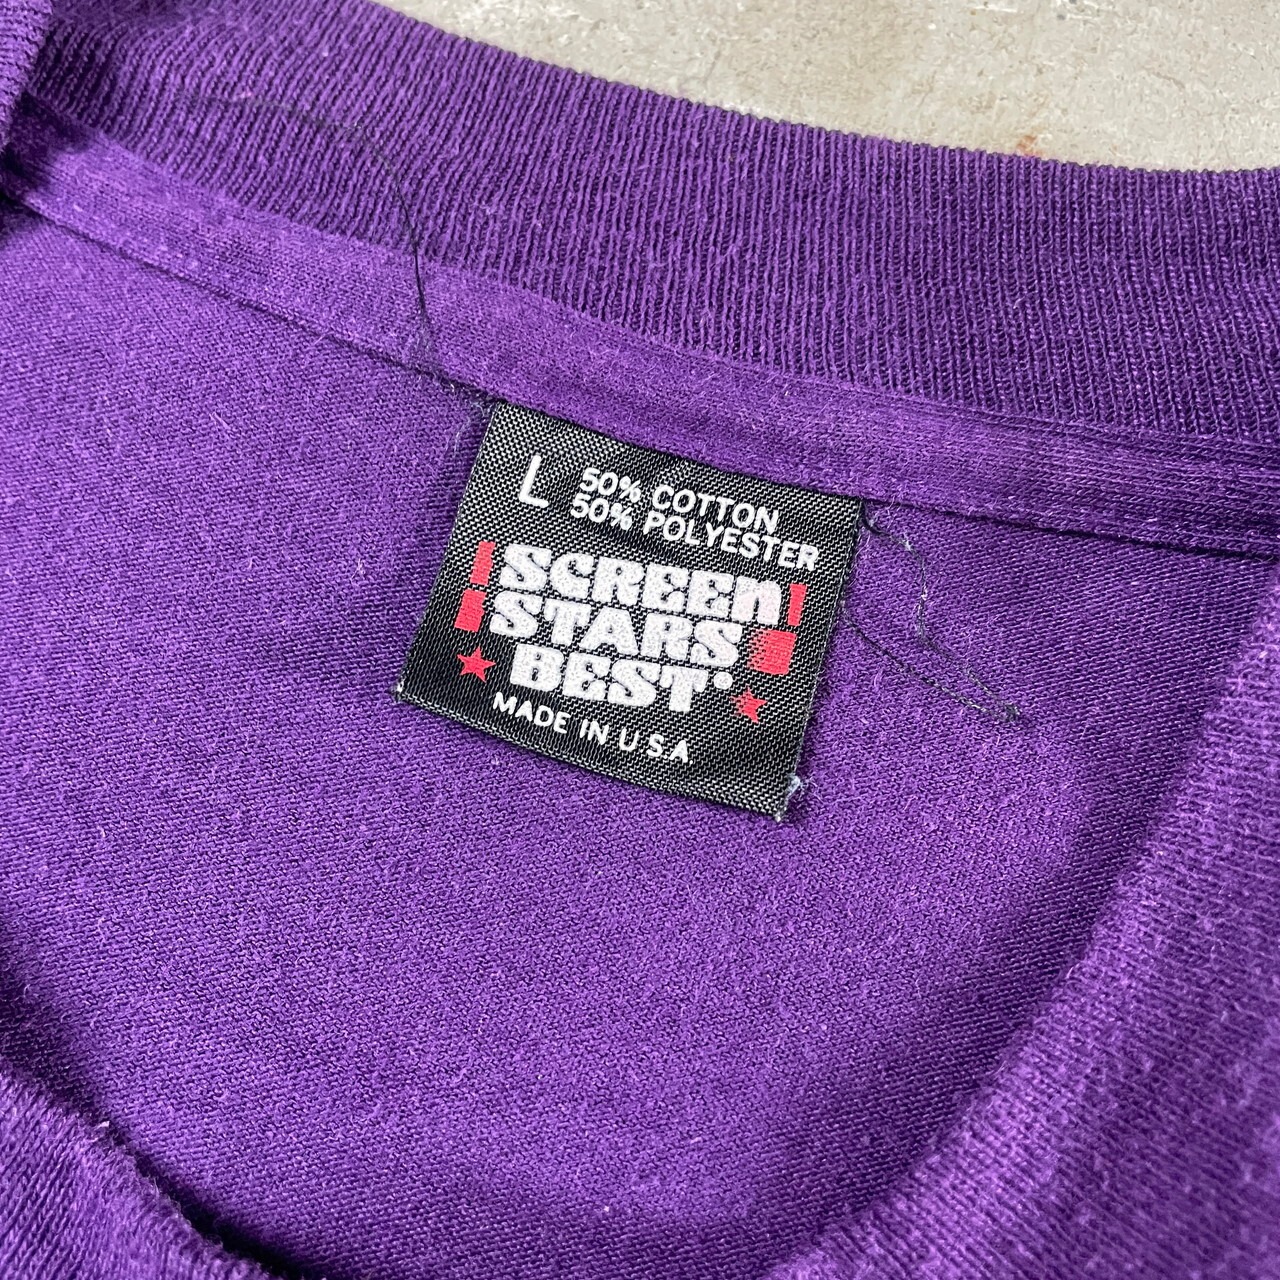 L 50% COTTON
50% POLYESTER
SCREEN
STARS
BEST®
MADE IN U S A